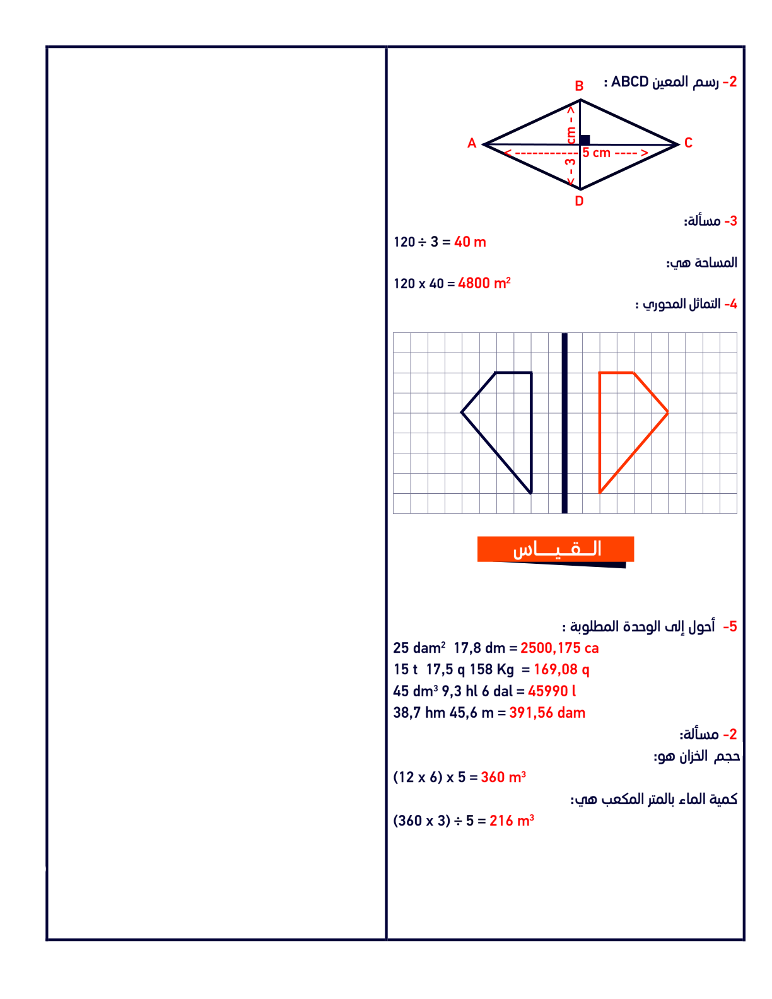 2- رسم المعين ABCD :
B
A
C
< ------------ 5 cm ---- >
< - 3 cm - >
D
3- مسألة:
120 ÷ 3 = 40 m
المساحة هي:
120 x 40 = 4800 m²
4- التماثل المحوري :
الـــقـــيـــاس
5- أحول إلى الوحدة المطلوبة :
25 dam² 17,8 dm = 2500,175 ca
15 t 17,5 q 158 Kg = 169,08 q
45 dm³ 9,3 hl 6 dal = 45990 l
38,7 hm 45,6 m = 391,56 dam
2- مسألة:
حجم الخزان هو:
(12 x 6) x 5 = 360 m³
كمية الماء بالمتر المكعب هي:
(360 x 3) ÷ 5 = 216 m³